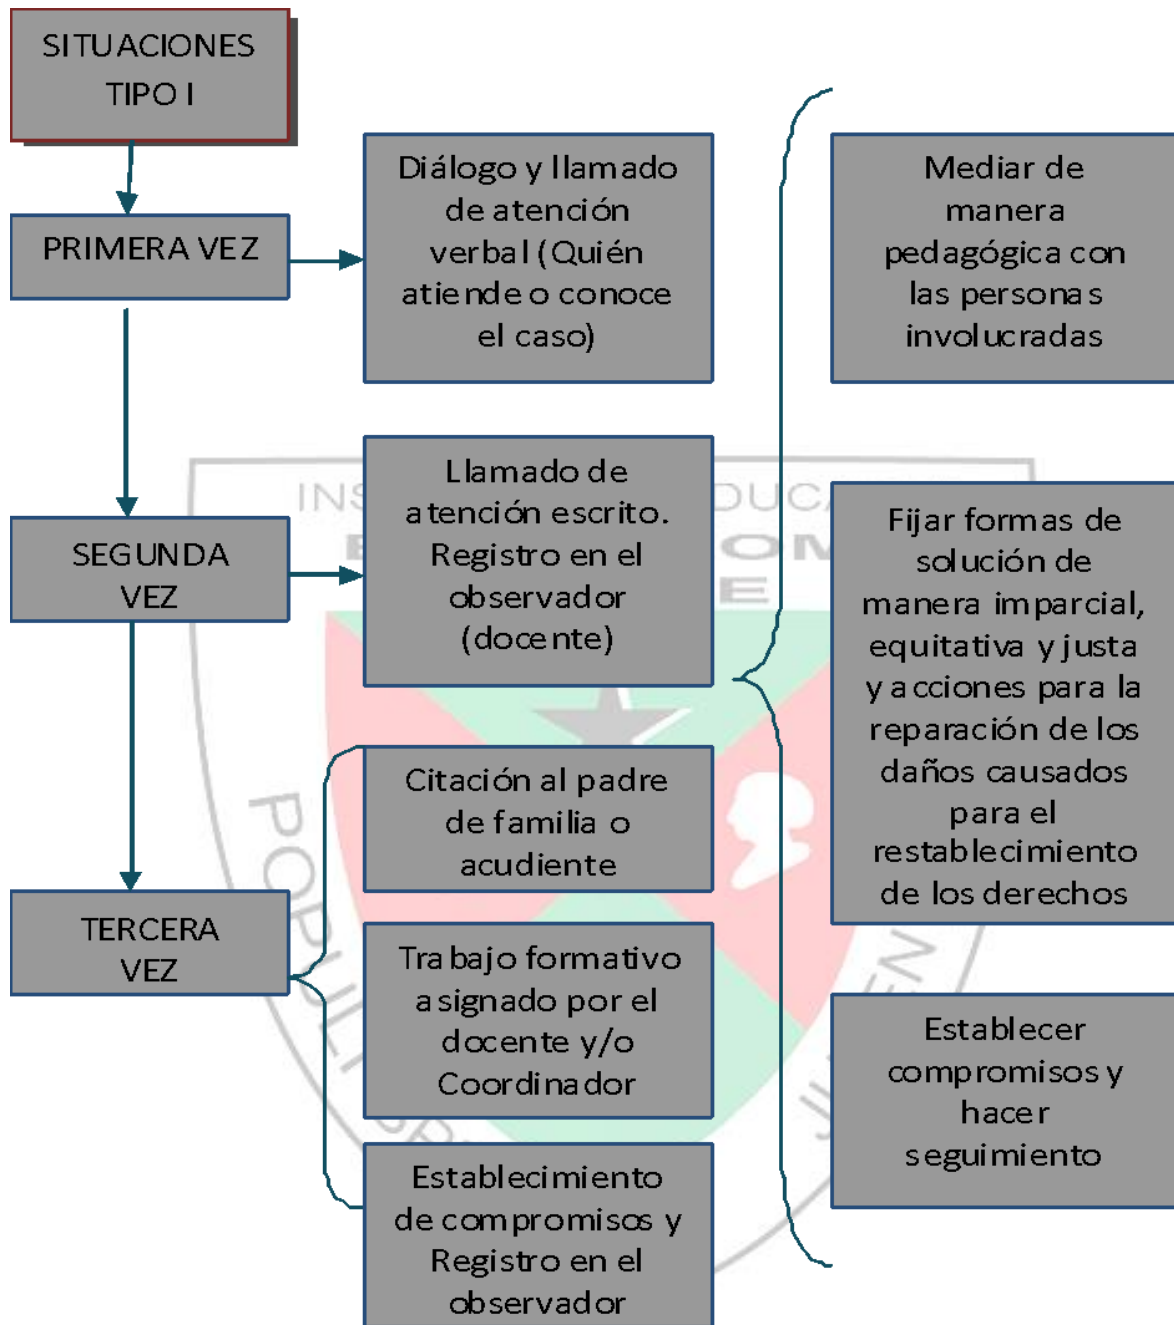 SITUACIONES
TIPO I
PRIMERA VEZ
Diálogo y llamado
de atención
verbal (Quién
atiende o conoce
el caso)
SEGUNDA
VEZ
Llamado de
atención escrito.
Registro en el
observador
(docente)
TERCERA
VEZ
Citación al padre
de familia o
acudiente
Trabajo formativo
asignado por el
docente y/o
Coordinador
Establecimiento
de compromisos y
Registro en el
observador
Mediar de
manera
pedagógica con
las personas
involucradas
Fijar formas de
solución de
manera imparcial,
equitativa y justa
y acciones para la
reparación de los
daños causados
para el
restablecimiento
de los derechos
Establecer
compromisos y
hacer
seguimiento